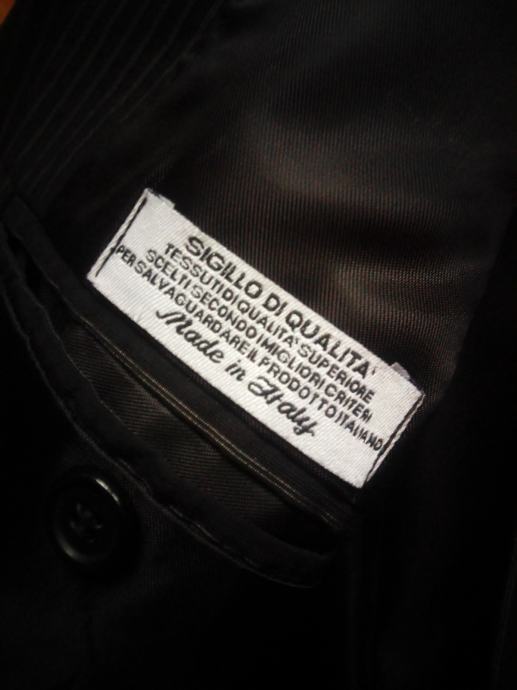 SIGILLO DI QUALITA'
TESSUTI DI QUALITA' SUPERIORE
SCELTI SECONDO I MIGLIORI CRITERI
PER SALVAGUARDARE IL PRODOTTO ITALIANO
Made in Italy